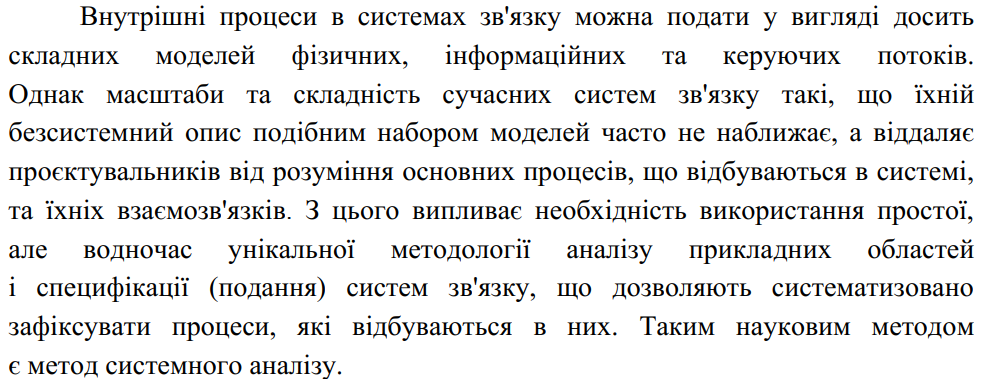 Внутрішні процеси в системах зв'язку можна подати у вигляді досить
складних моделей фізичних, інформаційних та керуючих потоків.
Однак масштаби та складність сучасних систем зв'язку такі, що їхній
безсистемний опис подібним набором моделей часто не наближає, а віддаляє
проєктувальників від розуміння основних процесів, що відбуваються в системі,
та їхніх взаємозв'язків. З цього випливає необхідність використання простої,
але водночас унікальної методології аналізу прикладних областей
і специфікації (подання) систем зв'язку, що дозволяють систематизовано
зафіксувати процеси, які відбуваються в них. Таким науковим методом
є метод системного аналізу.